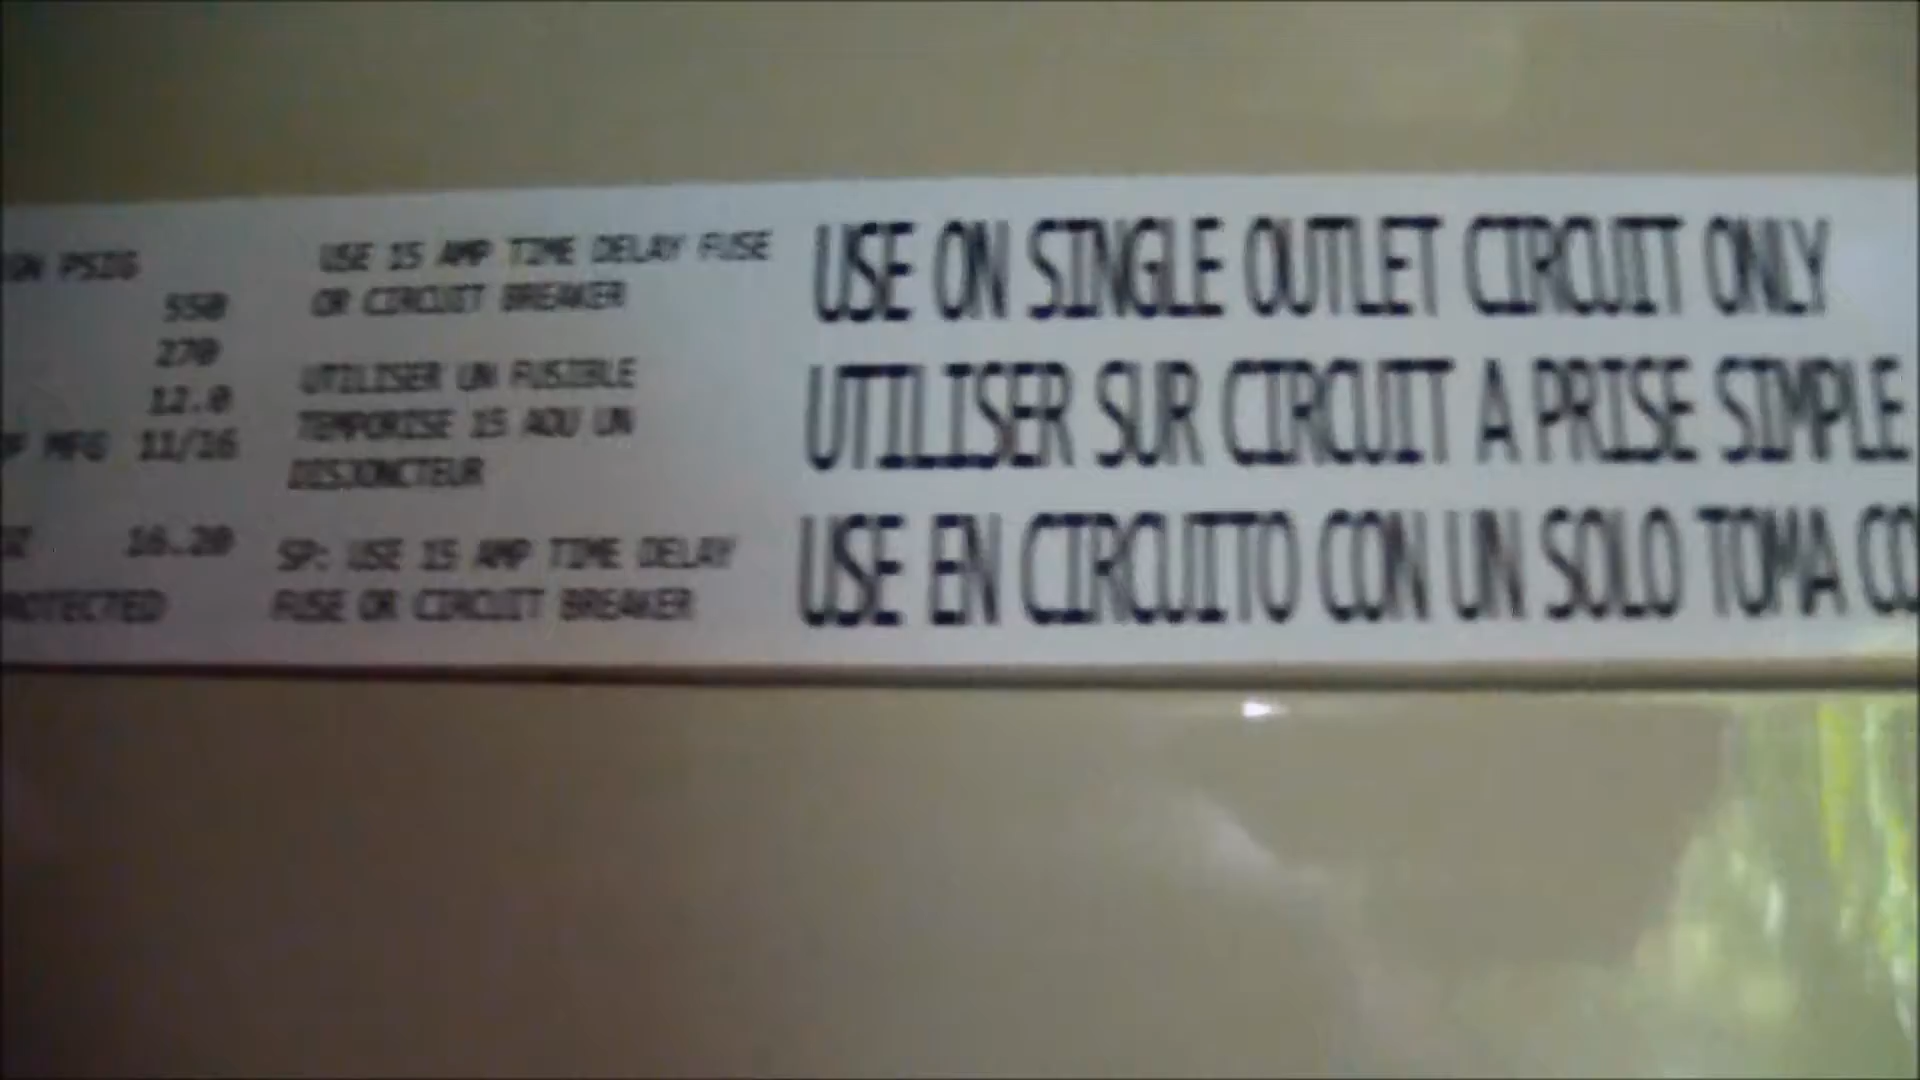 PSIG
550
270
12.0
MFG 11/16
16.20
USE 15 AMP TIME DELAY FUSE
OR CIRCUIT BREAKER
UTILISER UN FUSIBLE
TEMPORISE 15 AOU UN
DISJONCTEUR
SP: USE 15 AMP TIME DELAY
FUSE OR CIRCUIT BREAKER
USE ON SINGLE OUTLET CIRCUIT ONLY
UTILISER SUR CIRCUIT A PRISE SIMPLE
USE EN CIRCUITO CON UN SOLO TOMA CO